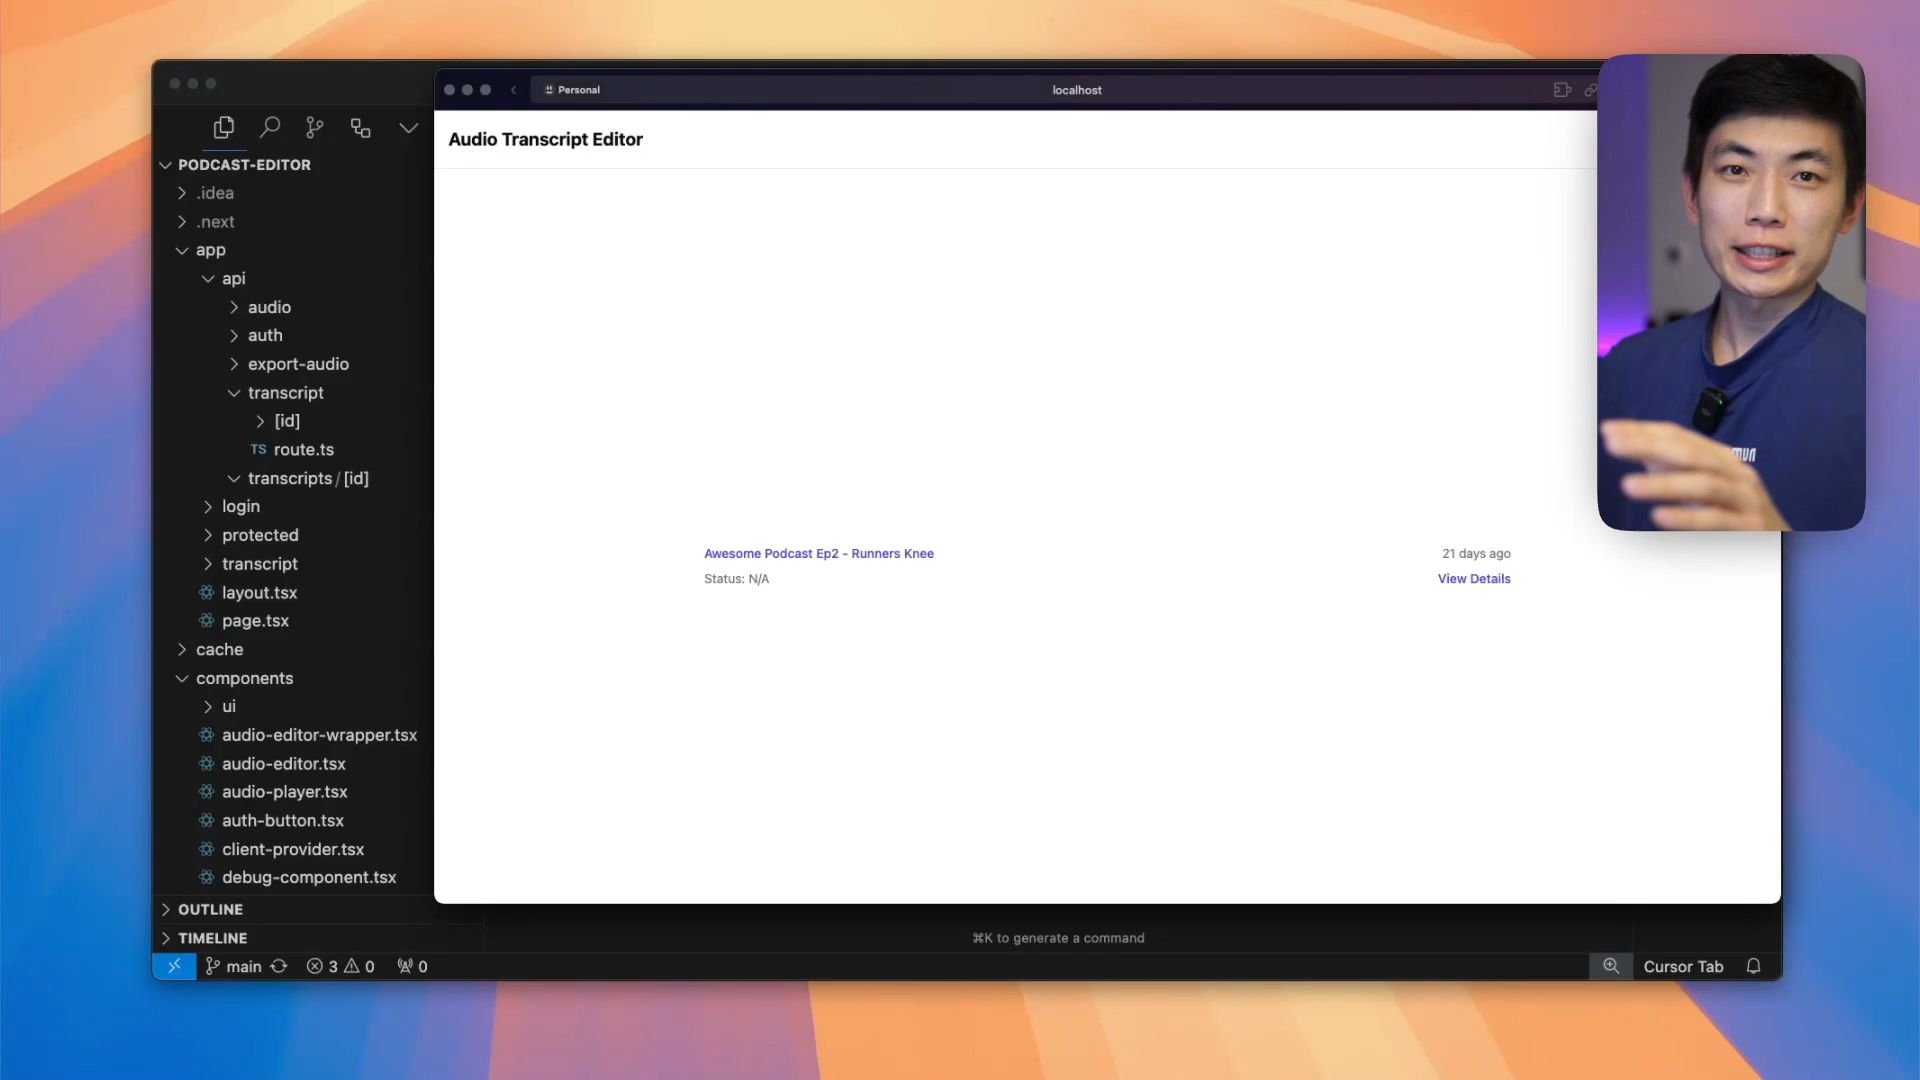 Personal
localhost
Audio Transcript Editor
PODCAST-EDITOR
.idea
.next
app
api
audio
auth
export-audio
transcript
[id]
TS route.ts
transcripts / [id]
login
protected
transcript
layout.tsx
page.tsx
cache
components
ui
audio-editor-wrapper.tsx
audio-editor.tsx
audio-player.tsx
auth-button.tsx
client-provider.tsx
debug-component.tsx
OUTLINE
TIMELINE
Awesome Podcast Ep2 - Runners Knee
21 days ago
Status: N/A
View Details
⌘K to generate a command
main
3
0
0
Cursor Tab